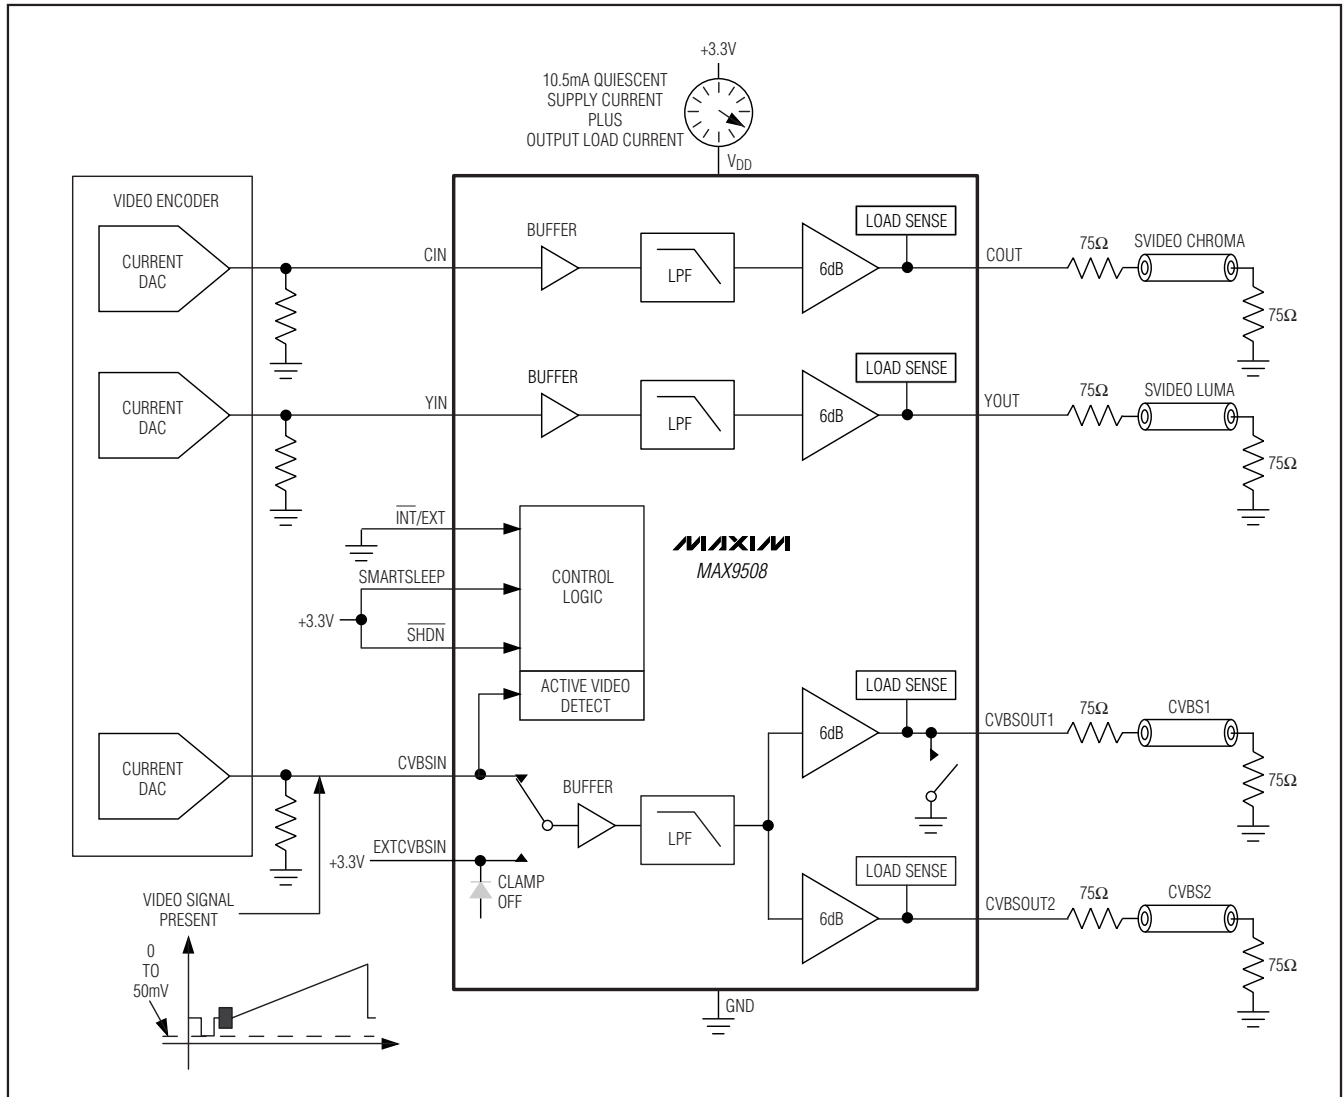 +3.3V
10.5mA QUIESCENT
SUPPLY CURRENT
PLUS
OUTPUT LOAD CURRENT
VDD
VIDEO ENCODER
CURRENT
DAC
CIN
BUFFER
LPF
6dB
LOAD SENSE
COUT
75Ω
SVIDEO CHROMA
75Ω
CURRENT
DAC
YIN
BUFFER
LPF
6dB
LOAD SENSE
YOUT
75Ω
SVIDEO LUMA
75Ω
INT/EXT
SMARTSLEEP
+3.3V
SHDN
CONTROL
LOGIC
ACTIVE VIDEO
DETECT
MAXIM
MAX9508
CURRENT
DAC
CVBSIN
BUFFER
LPF
6dB
LOAD SENSE
CVBSOUT1
75Ω
CVBS1
75Ω
+3.3V
EXTCVBSIN
CLAMP
OFF
6dB
LOAD SENSE
CVBSOUT2
75Ω
CVBS2
75Ω
VIDEO SIGNAL
PRESENT
0
TO
50mV
GND